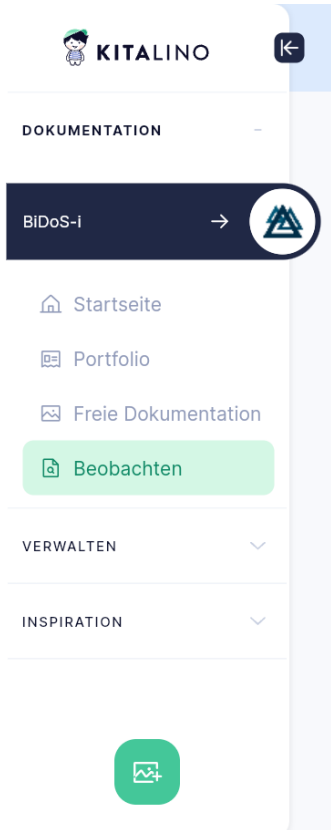 KITALINO
DOKUMENTATION
BiDoS-i
Startseite
Portfolio
Freie Dokumentation
Beobachten
VERWALTEN
INSPIRATION